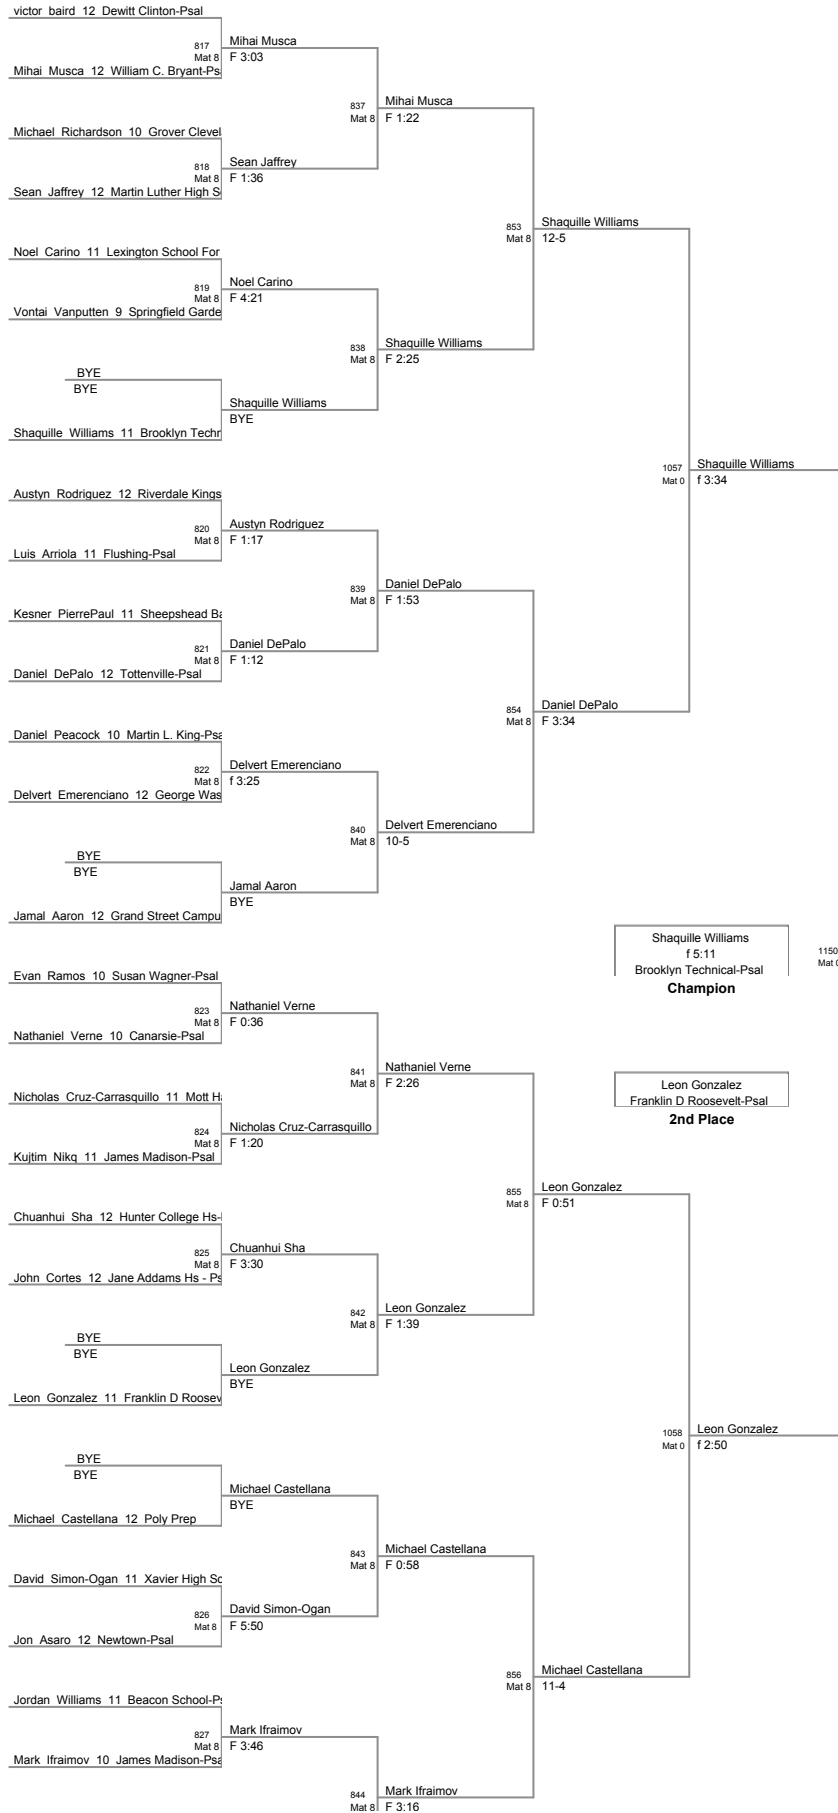 victor baird 12 Dewitt Clinton-Psal
817 Mihai Musca
Mat 8 F 3:03
Mihai Musca 12 William C. Bryant-Ps
837 Mihai Musca
Mat 8 F 1:22
Michael Richardson 10 Grover Clevel
818 Sean Jaffrey
Mat 8 F 1:36
Sean Jaffrey 12 Martin Luther High S
853 Shaquille Williams
Mat 8 12-5
Noel Carino 11 Lexington School For
819 Noel Carino
Mat 8 F 4:21
Vontai Vanputten 9 Springfield Garde
838 Shaquille Williams
Mat 8 F 2:25
BYE
BYE
Shaquille Williams
BYE
Shaquille Williams 11 Brooklyn Techr
1057 Shaquille Williams
Mat 0 f 3:34
Austyn Rodriguez 12 Riverdale Kings
820 Austyn Rodriguez
Mat 8 F 1:17
Luis Arriola 11 Flushing-Psal
839 Daniel DePalo
Mat 8 F 1:53
Kesner PierrePaul 11 Sheepshead Ba
821 Daniel DePalo
Mat 8 F 1:12
Daniel DePalo 12 Tottenville-Psal
854 Daniel DePalo
Mat 8 F 3:34
Daniel Peacock 10 Martin L. King-Psa
822 Delvert Emerenciano
Mat 8 f 3:25
Delvert Emerenciano 12 George Was
840 Delvert Emerenciano
Mat 8 10-5
BYE
BYE
Jamal Aaron
BYE
Jamal Aaron 12 Grand Street Campu
Shaquille Williams
f 5:11
Brooklyn Technical-Psal
Champion
1150
Mat 0
Evan Ramos 10 Susan Wagner-Psal
823 Nathaniel Verne
Mat 8 F 0:36
Nathaniel Verne 10 Canarsie-Psal
841 Nathaniel Verne
Mat 8 F 2:26
Leon Gonzalez
Franklin D Roosevelt-Psal
2nd Place
Nicholas Cruz-Carrasquillo 11 Mott Ha
824 Nicholas Cruz-Carrasquillo
Mat 8 F 1:20
Kujtim Nikq 11 James Madison-Psal
855 Leon Gonzalez
Mat 8 F 0:51
Chuanhui Sha 12 Hunter College Hs-
825 Chuanhui Sha
Mat 8 F 3:30
John Cortes 12 Jane Addams Hs - Ps
842 Leon Gonzalez
Mat 8 F 1:39
BYE
BYE
Leon Gonzalez
BYE
Leon Gonzalez 11 Franklin D Roosev
1058 Leon Gonzalez
Mat 0 f 2:50
BYE
BYE
Michael Castellana
BYE
Michael Castellana 12 Poly Prep
843 Michael Castellana
Mat 8 F 0:58
David Simon-Ogan 11 Xavier High Sc
826 David Simon-Ogan
Mat 8 F 5:50
Jon Asaro 12 Newtown-Psal
856 Michael Castellana
Mat 8 11-4
Jordan Williams 11 Beacon School-Ps
827 Mark Ifraimov
Mat 8 F 3:46
Mark Ifraimov 10 James Madison-Psa
844 Mark Ifraimov
Mat 8 F 3:16